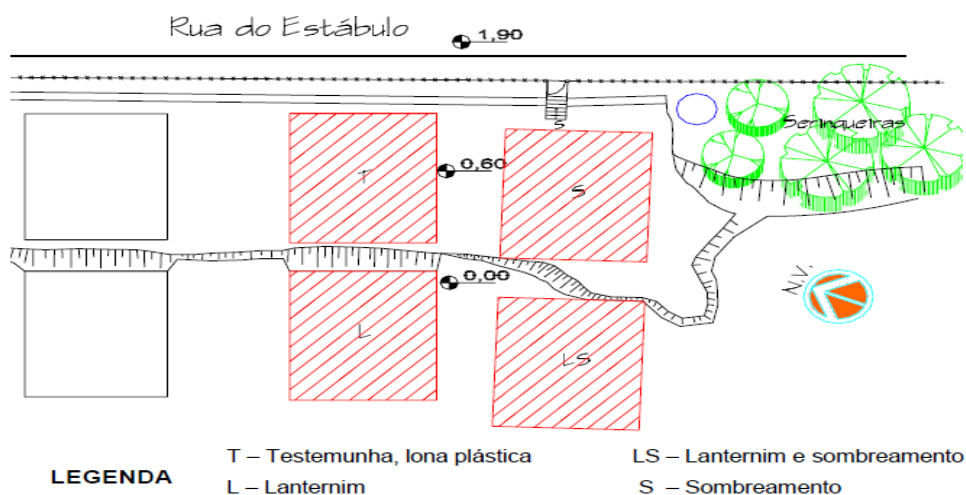 Rua do Estábulo
1,90
s
Seringueiras
T
0,60
S
N.V.
0,00
L
LS
LEGENDA
T – Testemunha, lona plástica
LS – Lanternim e sombreamento
L – Lanternim
S – Sombreamento